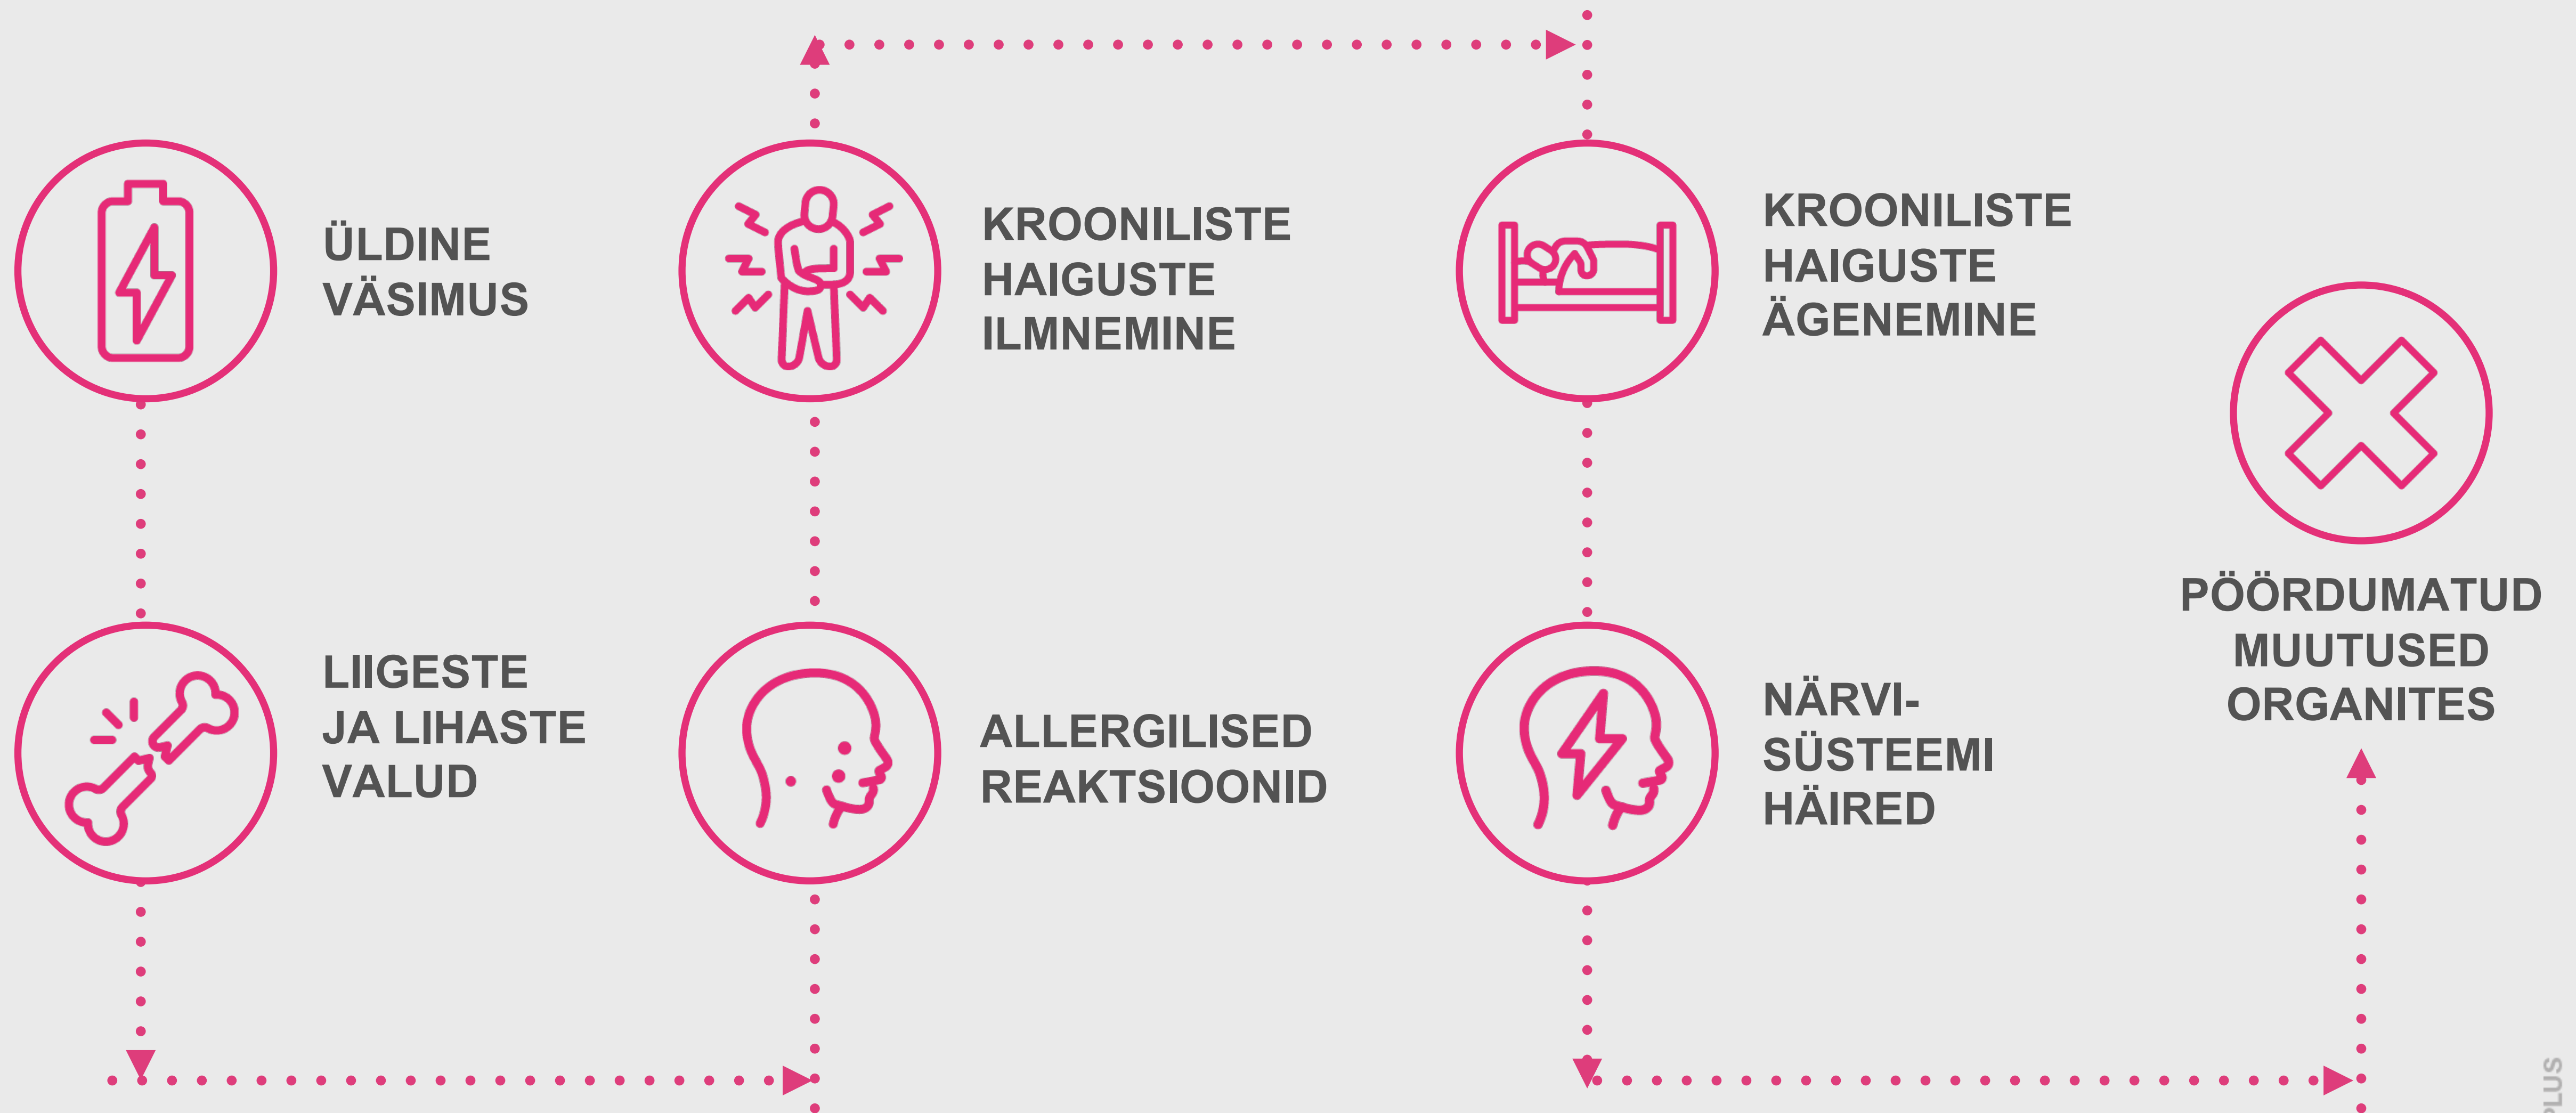 ÜLDINE
VÄSIMUS
LIIGESTE
JA LIHASTE
VALUD
ALLERGILISED
REAKTSIOONID
KROONILISTE
HAIGUSTE
ILMNEMINE
KROONILISTE
HAIGUSTE
ÄGENEMINE
NÄRVI-
SÜSTEEMI
HÄIRED
PÖÖRDUMATUD
MUUTUSED
ORGANITES